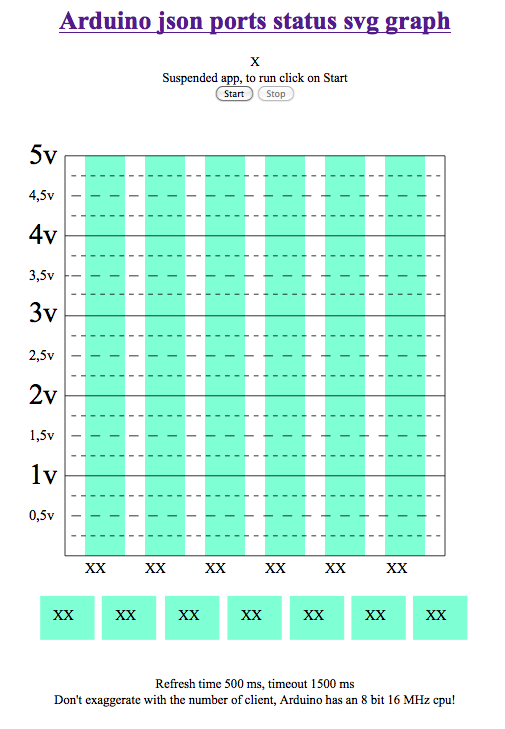 Arduino json ports status svg graph
X
Suspended app, to run click on Start
Start Stop
5v
4,5v
4v
3,5v
3v
2,5v
2v
1,5v
1v
0,5v
XX XX XX XX XX XX
XX XX XX XX XX XX XX
Refresh time 500 ms, timeout 1500 ms
Don't exaggerate with the number of client, Arduino has an 8 bit 16 MHz cpu!